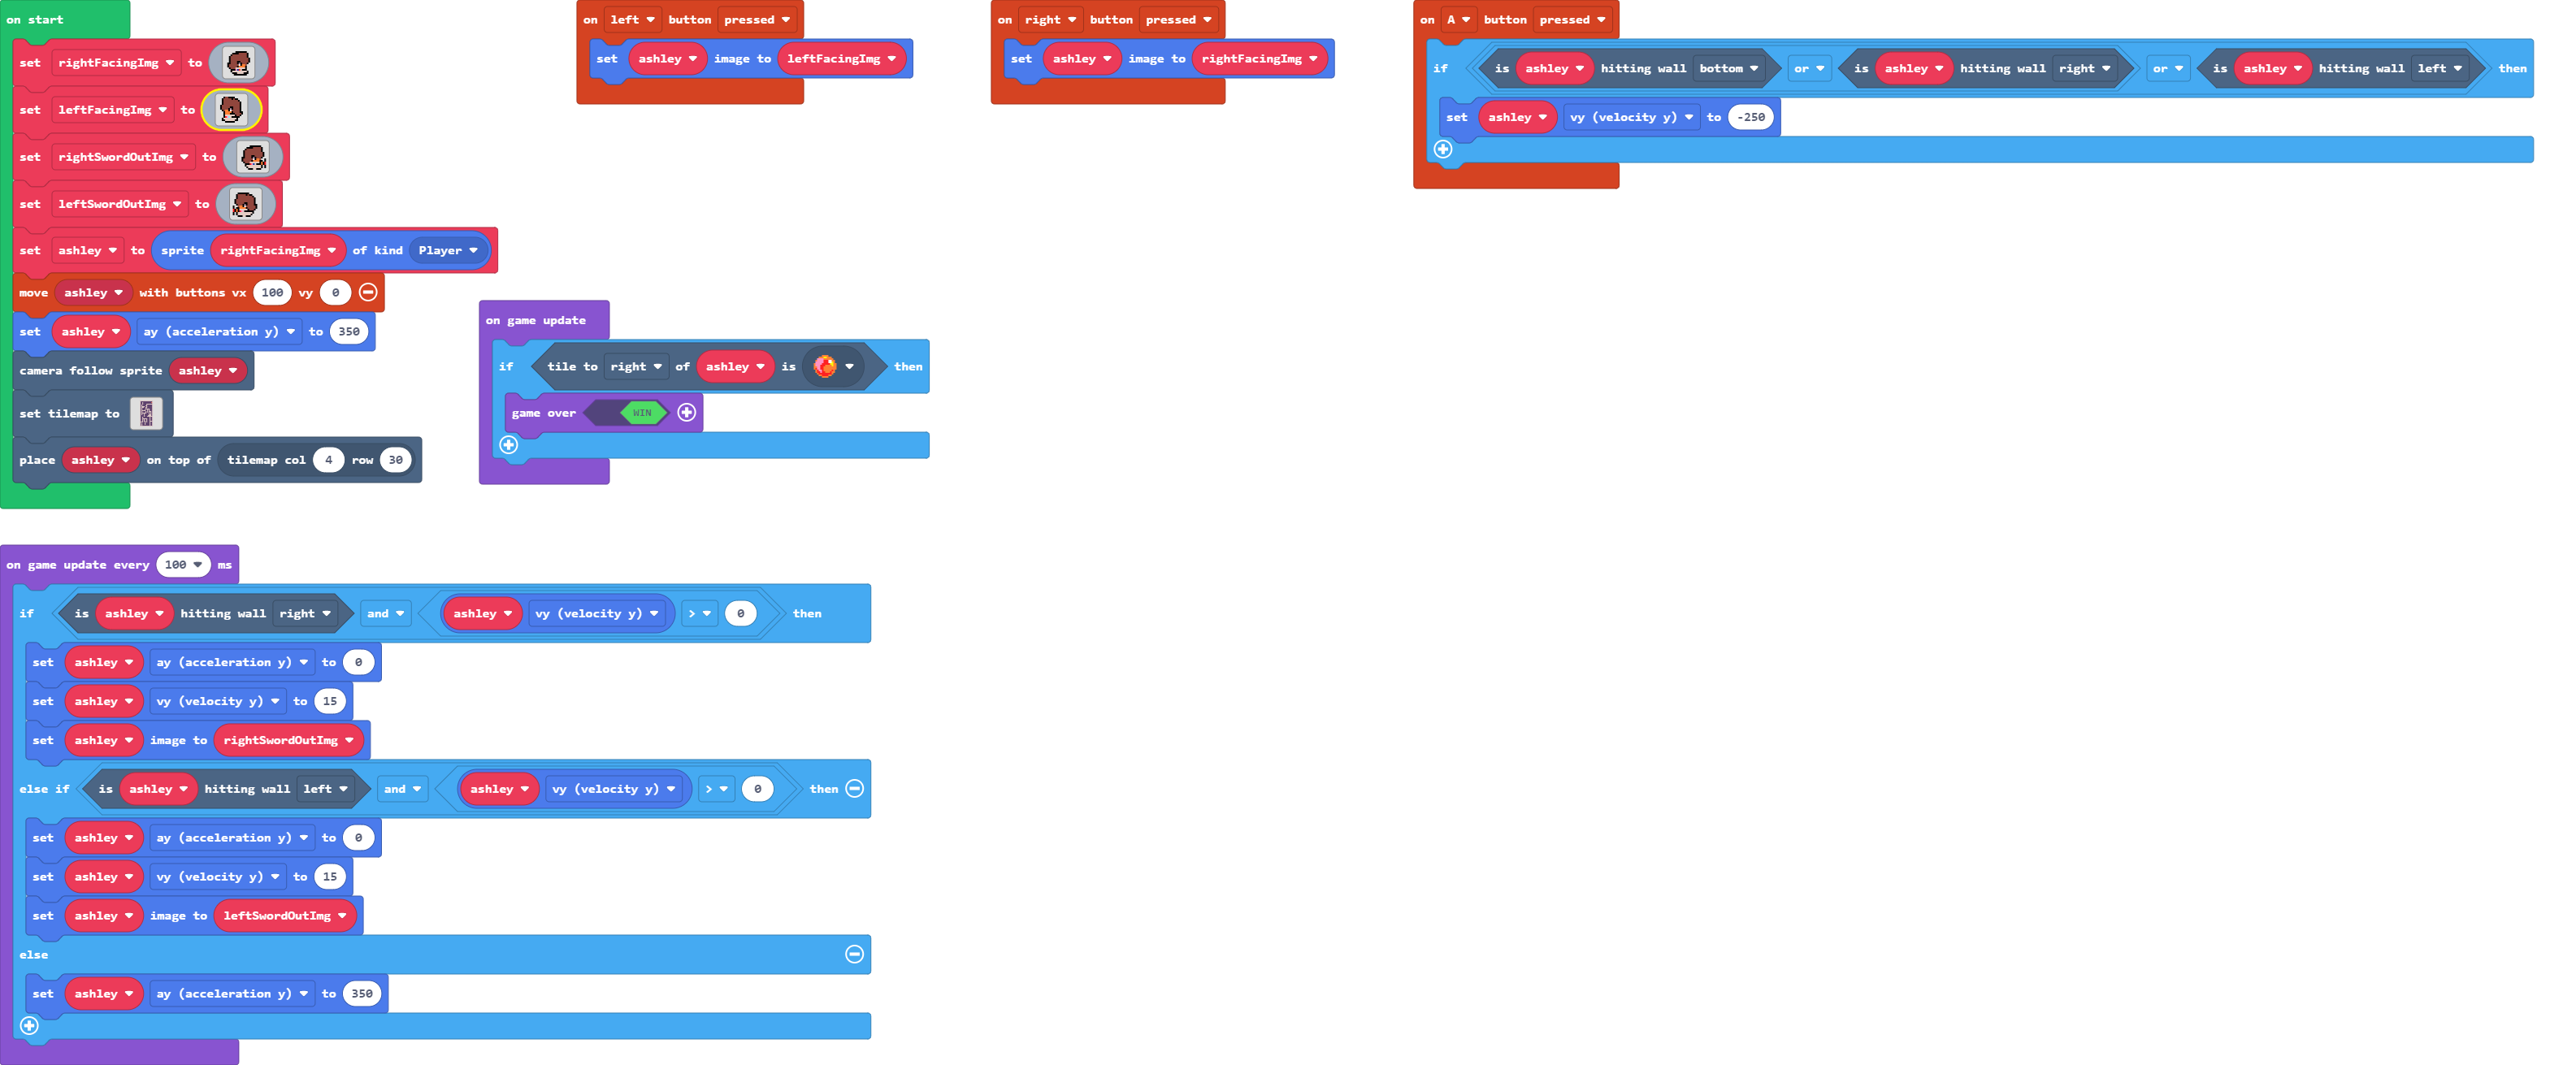 on start
set rightFacingImg to
set leftFacingImg to
set rightSwordOutImg to
set leftSwordOutImg to
set ashley to sprite rightFacingImg of kind Player
move ashley with buttons vx 100 vy 0
set ashley ay (acceleration y) to 350
camera follow sprite ashley
set tilemap to
place ashley on top of tilemap col 4 row 30
on left button pressed
set ashley image to leftFacingImg
on right button pressed
set ashley image to rightFacingImg
on A button pressed
if is ashley hitting wall bottom or is ashley hitting wall right or is ashley hitting wall left then
set ashley vy (velocity y) to -250
on game update
if tile to right of ashley is then
game over WIN
on game update every 100 ms
if is ashley hitting wall right and ashley vy (velocity y) > 0 then
set ashley ay (acceleration y) to 0
set ashley vy (velocity y) to 15
set ashley image to rightSwordOutImg
else if is ashley hitting wall left and ashley vy (velocity y) > 0 then
set ashley ay (acceleration y) to 0
set ashley vy (velocity y) to 15
set ashley image to leftSwordOutImg
else
set ashley ay (acceleration y) to 350